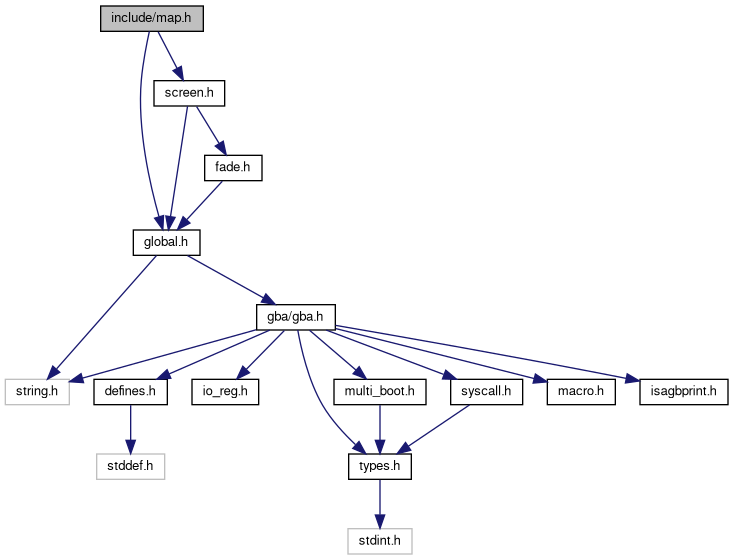 include/map.h
screen.h
fade.h
global.h
gba/gba.h
string.h
defines.h
io_reg.h
multi_boot.h
syscall.h
macro.h
isagbprint.h
stddef.h
types.h
stdint.h